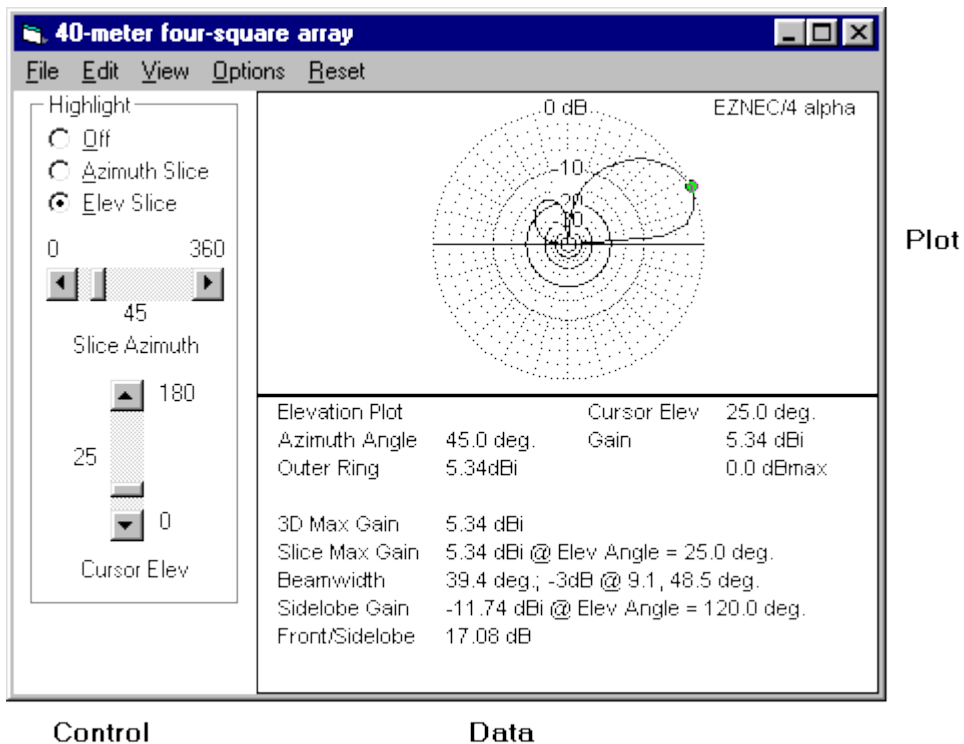 40-meter four-square array
File Edit View Options Reset
Highlight
Off
Azimuth Slice
Elev Slice
0 360
45
Slice Azimuth
180
25
0
Cursor Elev
0 dB
EZNEC/4 alpha
-10
Plot
Elevation Plot Cursor Elev 25.0 deg.
Azimuth Angle 45.0 deg. Gain 5.34 dBi
Outer Ring 5.34dBi 0.0 dBmax
3D Max Gain 5.34 dBi
Slice Max Gain 5.34 dBi @ Elev Angle = 25.0 deg.
Beamwidth 39.4 deg.; -3dB @ 9.1, 48.5 deg.
Sidelobe Gain -11.74 dBi @ Elev Angle = 120.0 deg.
Front/Sidelobe 17.08 dB
Control Data